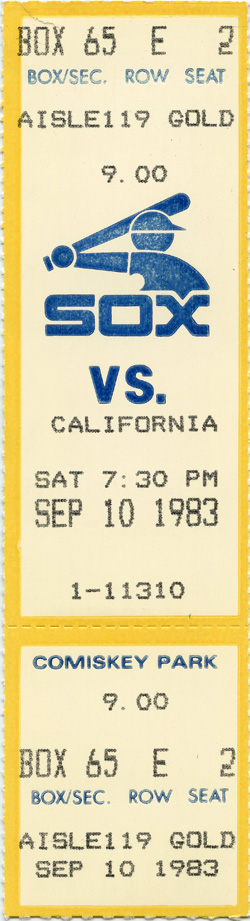 BOX 65 E 2
BOX/SEC. ROW SEAT
AISLE119 GOLD
9.00
SOX
VS.
CALIFORNIA
SAT 7:30 PM
SEP 10 1983
1-11310
COMISKEY PARK
9.00
BOX 65 E 2
BOX/SEC. ROW SEAT
AISLE119 GOLD
SEP 10 1983